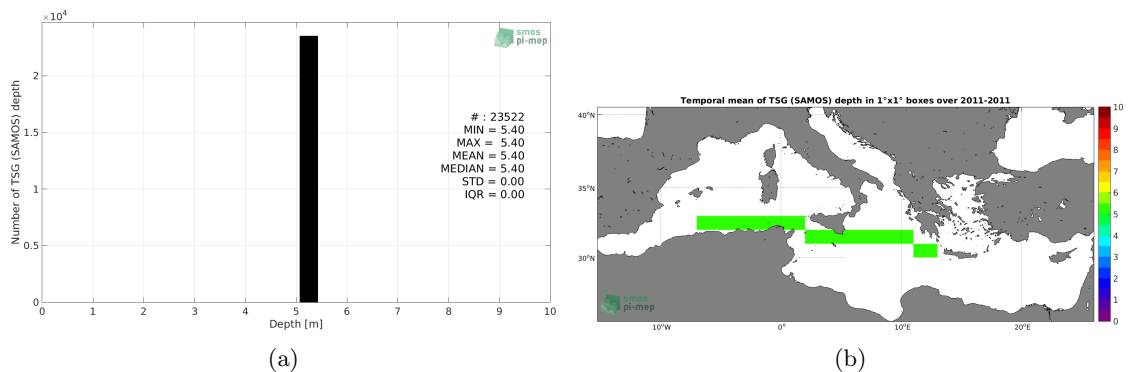 ×10⁴
smos
pi-mep
2
1.5
1
0.5
0
Number of TSG (SAMOS) depth
# : 23522
MIN = 5.40
MAX = 5.40
MEAN = 5.40
MEDIAN = 5.40
STD = 0.00
IQR = 0.00
0 1 2 3 4 5 6 7 8 9 10
Depth [m]
(a)
Temporal mean of TSG (SAMOS) depth in 1°x1° boxes over 2011-2011
40°N
35°N
30°N
smos
pi-mep
10°W 0° 10°E 20°E
10
9
8
7
6
5
4
3
2
1
0
(b)